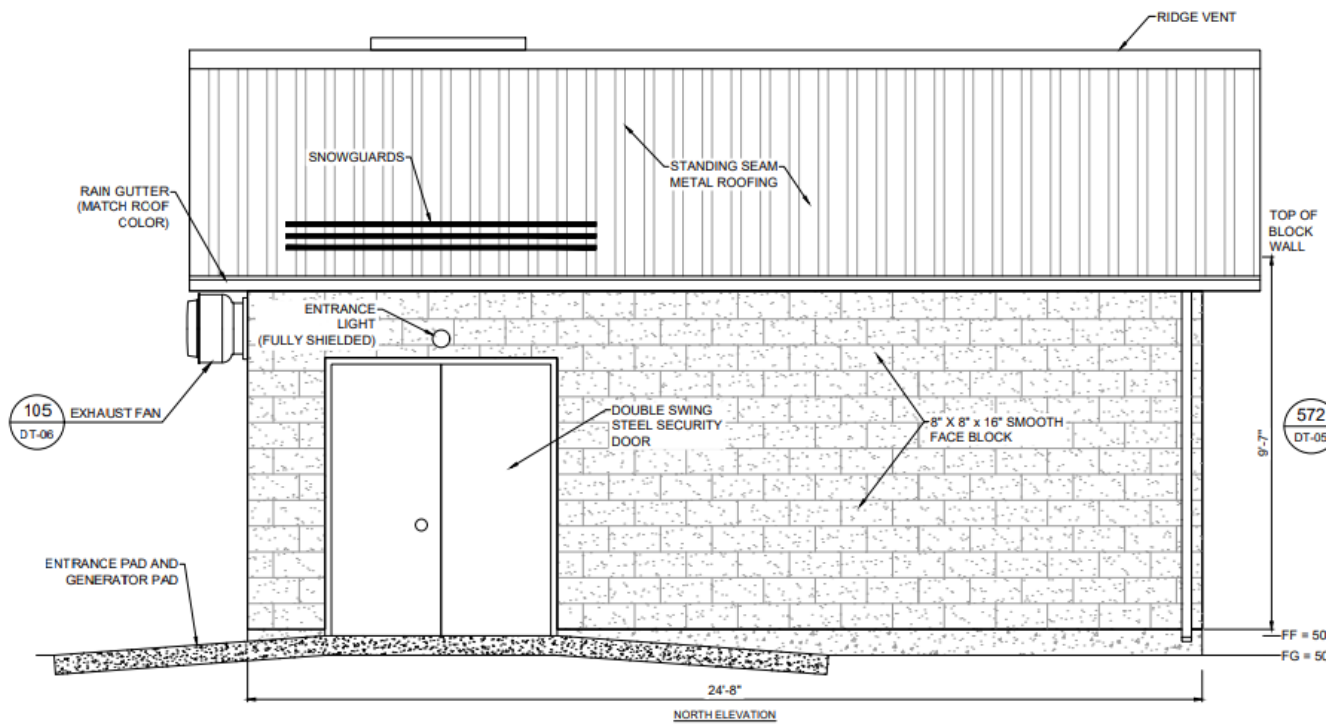 RIDGE VENT
SNOWGUARDS
STANDING SEAM
METAL ROOFING
RAIN GUTTER
(MATCH ROOF
COLOR)
TOP OF
BLOCK
WALL
ENTRANCE
LIGHT
(FULLY SHIELDED)
105
DT-06
EXHAUST FAN
DOUBLE SWING
STEEL SECURITY
DOOR
8" X 8" x 16" SMOOTH
FACE BLOCK
572
DT-05
9'-7"
ENTRANCE PAD AND
GENERATOR PAD
FF = 50
FG = 50
24'-8"
NORTH ELEVATION